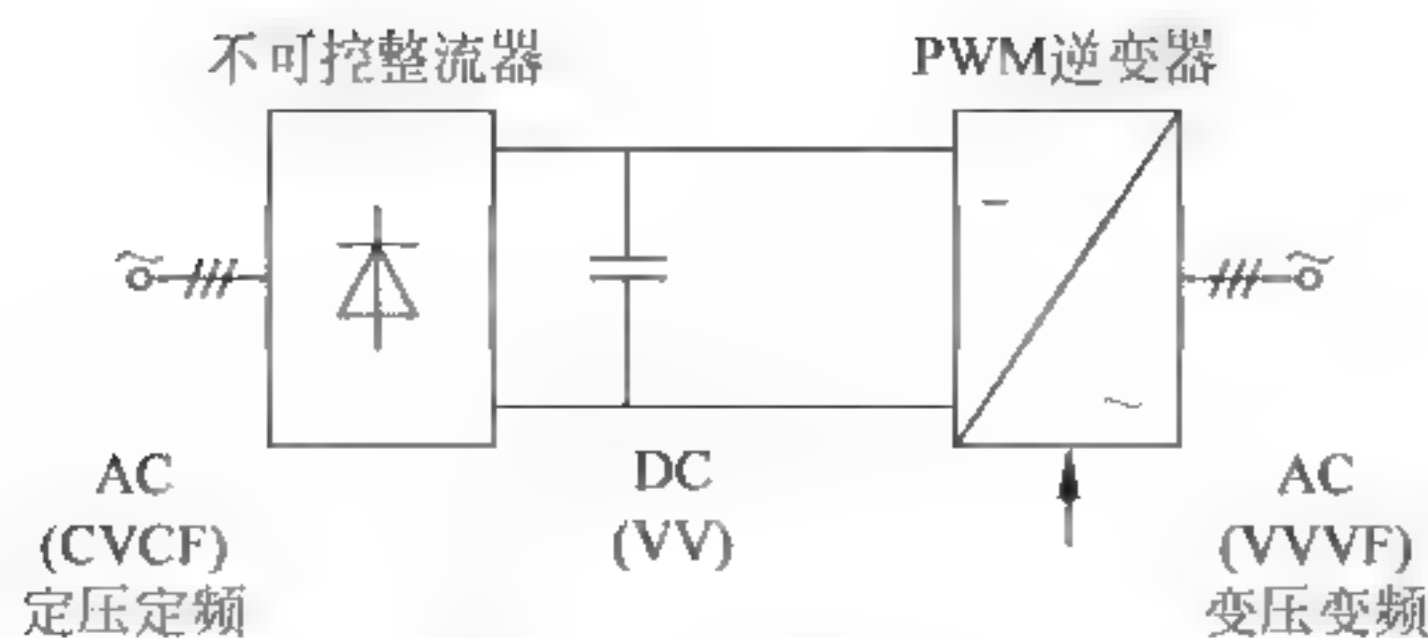 不可挖整流器
PWM逆变器
~
~
−
~
AC
(CVCF)
定压定频
DC
(VV)
AC
(VVVF)
变压变频